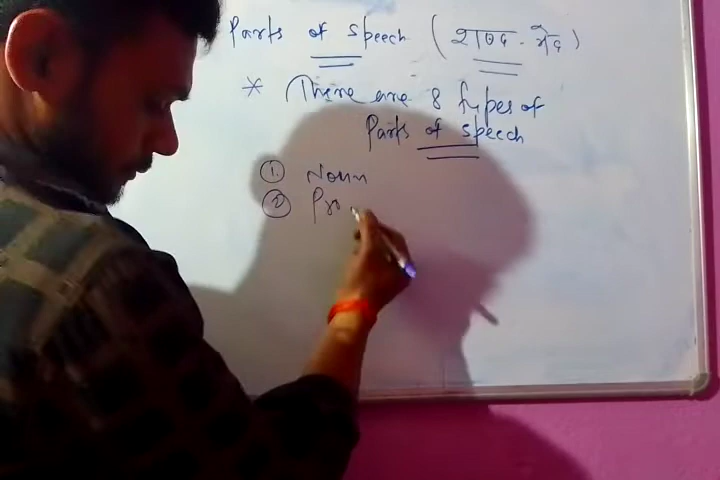 Parts of speech (शब्द-भेद)
* There are 8 types of
Parts of speech
① Noun
② Pro